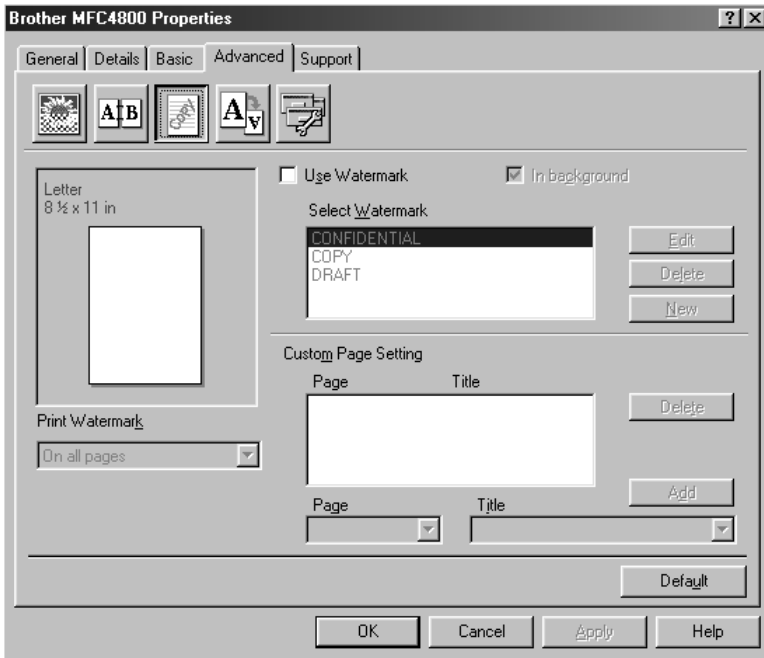 Brother MFC4800 Properties
General Details Basic Advanced Support
A B COPY A A
Letter
8 ½ x 11 in
Use Watermark In background
Select Watermark
CONFIDENTIAL
COPY
DRAFT
Edit
Delete
New
Custom Page Setting
Page Title
Delete
Print Watermark
On all pages
Add
Page Title
Default
OK Cancel Apply Help